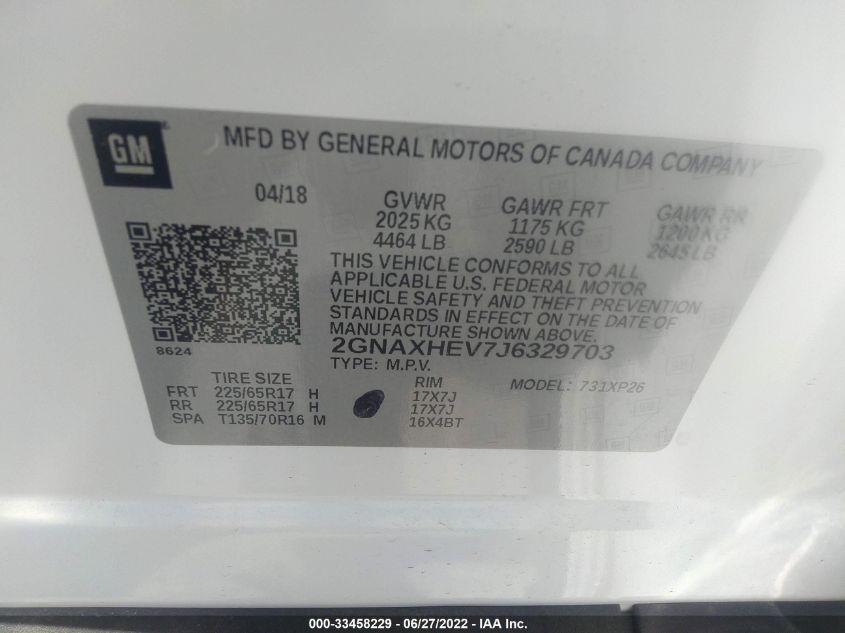 GM
MFD BY GENERAL MOTORS OF CANADA COMPANY
04/18
GVWR
2025 KG
4464 LB
GAWR FRT
1175 KG
2590 LB
GAWR RR
1200 KG
2645 LB
THIS VEHICLE CONFORMS TO ALL
APPLICABLE U.S. FEDERAL MOTOR
VEHICLE SAFETY AND THEFT PREVENTION
STANDARDS IN EFFECT ON THE DATE OF
MANUFACTURE SHOWN ABOVE.
8624
2GNAXHEV7J6329703
TYPE: M.P.V.
MODEL: 731XP26
TIRE SIZE
RIM
FRT 225/65R17 H 17X7J
RR 225/65R17 H 17X7J
SPA T135/70R16 M 16X4BT
000-33458229 - 06/27/2022 - IAA Inc.